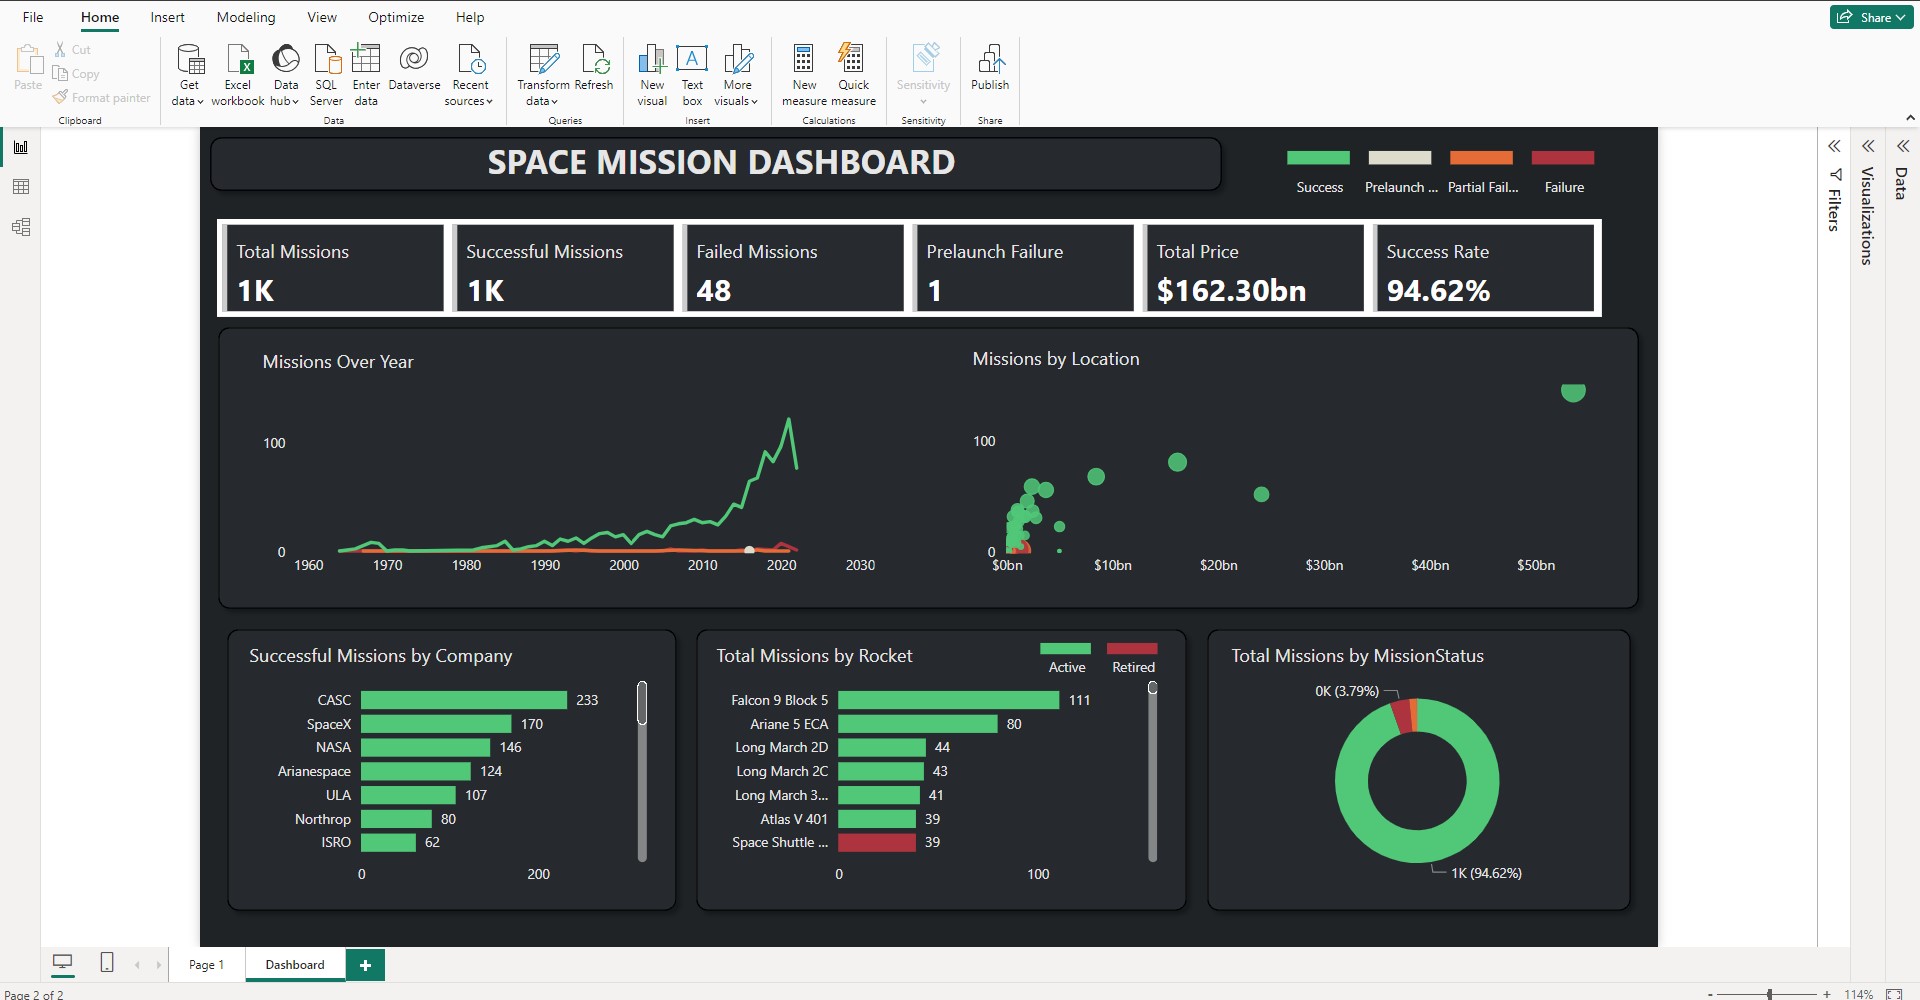 File Home Insert Modeling View Optimize Help
Share
Paste
Cut
Copy
Format painter
Clipboard
Get data
Excel workbook
Data hub
SQL Server
Enter data
Dataverse
Recent sources
Data
Transform data
Refresh
Queries
New visual
Text box
More visuals
Insert
New measure
Quick measure
Calculations
Sensitivity
Sensitivity
Publish
Share
SPACE MISSION DASHBOARD
Success Prelaunch ... Partial Fail... Failure
Filters
Visualizations
Data
Total Missions
1K
Successful Missions
1K
Failed Missions
48
Prelaunch Failure
1
Total Price
$162.30bn
Success Rate
94.62%
Missions Over Year
100
0
1960 1970 1980 1990 2000 2010 2020 2030
Missions by Location
100
0
$0bn $10bn $20bn $30bn $40bn $50bn
Successful Missions by Company
CASC 233
SpaceX 170
NASA 146
Arianespace 124
ULA 107
Northrop 80
ISRO 62
0 200
Total Missions by Rocket
Active Retired
Falcon 9 Block 5 111
Ariane 5 ECA 80
Long March 2D 44
Long March 2C 43
Long March 3... 41
Atlas V 401 39
Space Shuttle ... 39
0 100
Total Missions by MissionStatus
0K (3.79%)
1K (94.62%)
Page 1 Dashboard +
Page 2 of 2
- + 114%